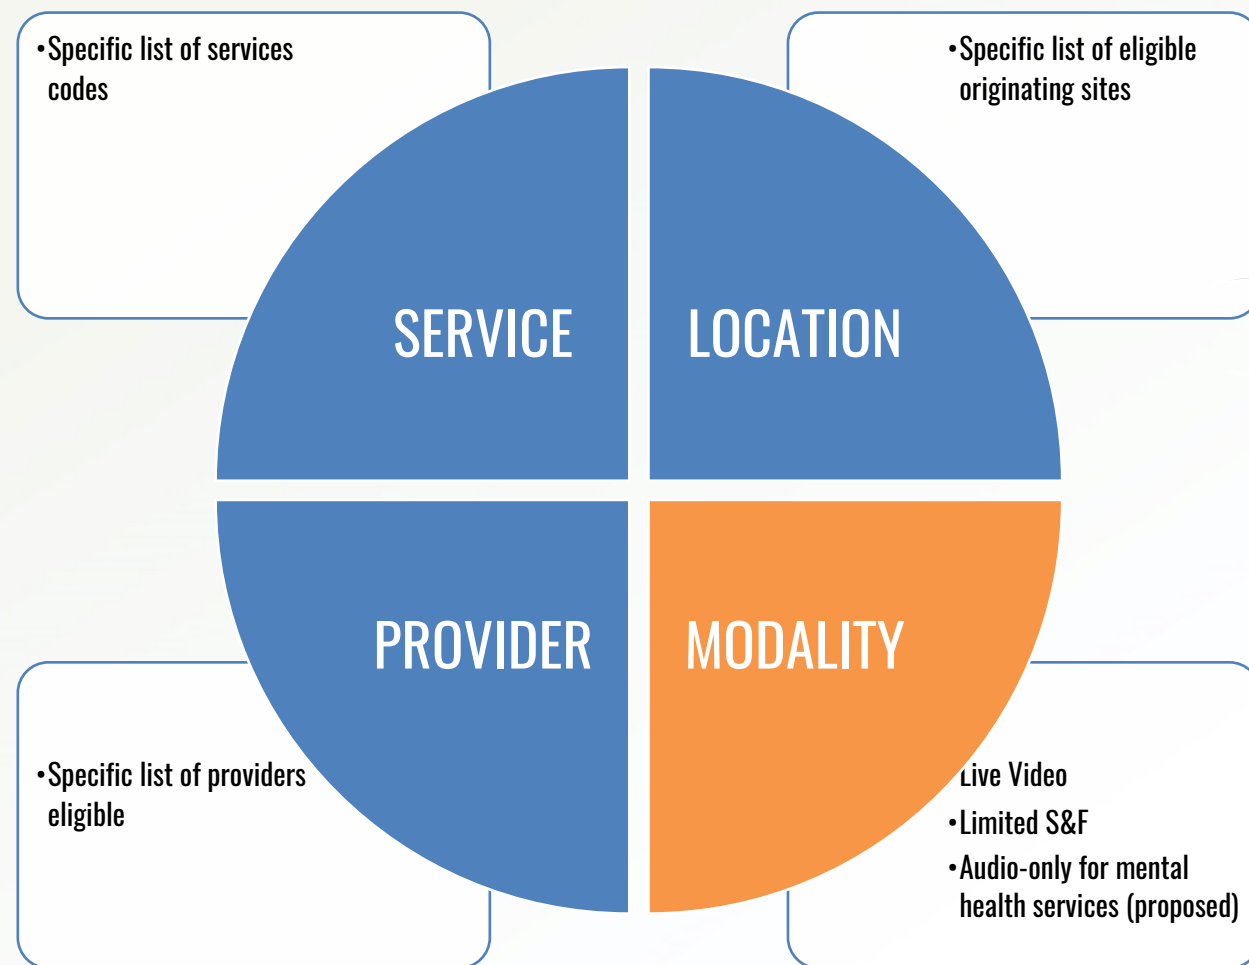 •Specific list of services
codes
•Specific list of eligible
originating sites
SERVICE
LOCATION
PROVIDER
MODALITY
•Specific list of providers
eligible
Live Video
•Limited S&F
•Audio-only for mental
health services (proposed)